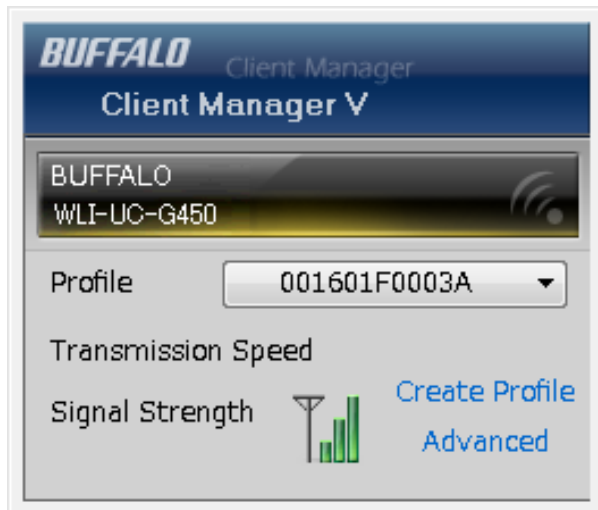 BUFFALO Client Manager
Client Manager V
BUFFALO
WLI-UC-G450
Profile 001601F0003A
Transmission Speed
Signal Strength
Create Profile
Advanced